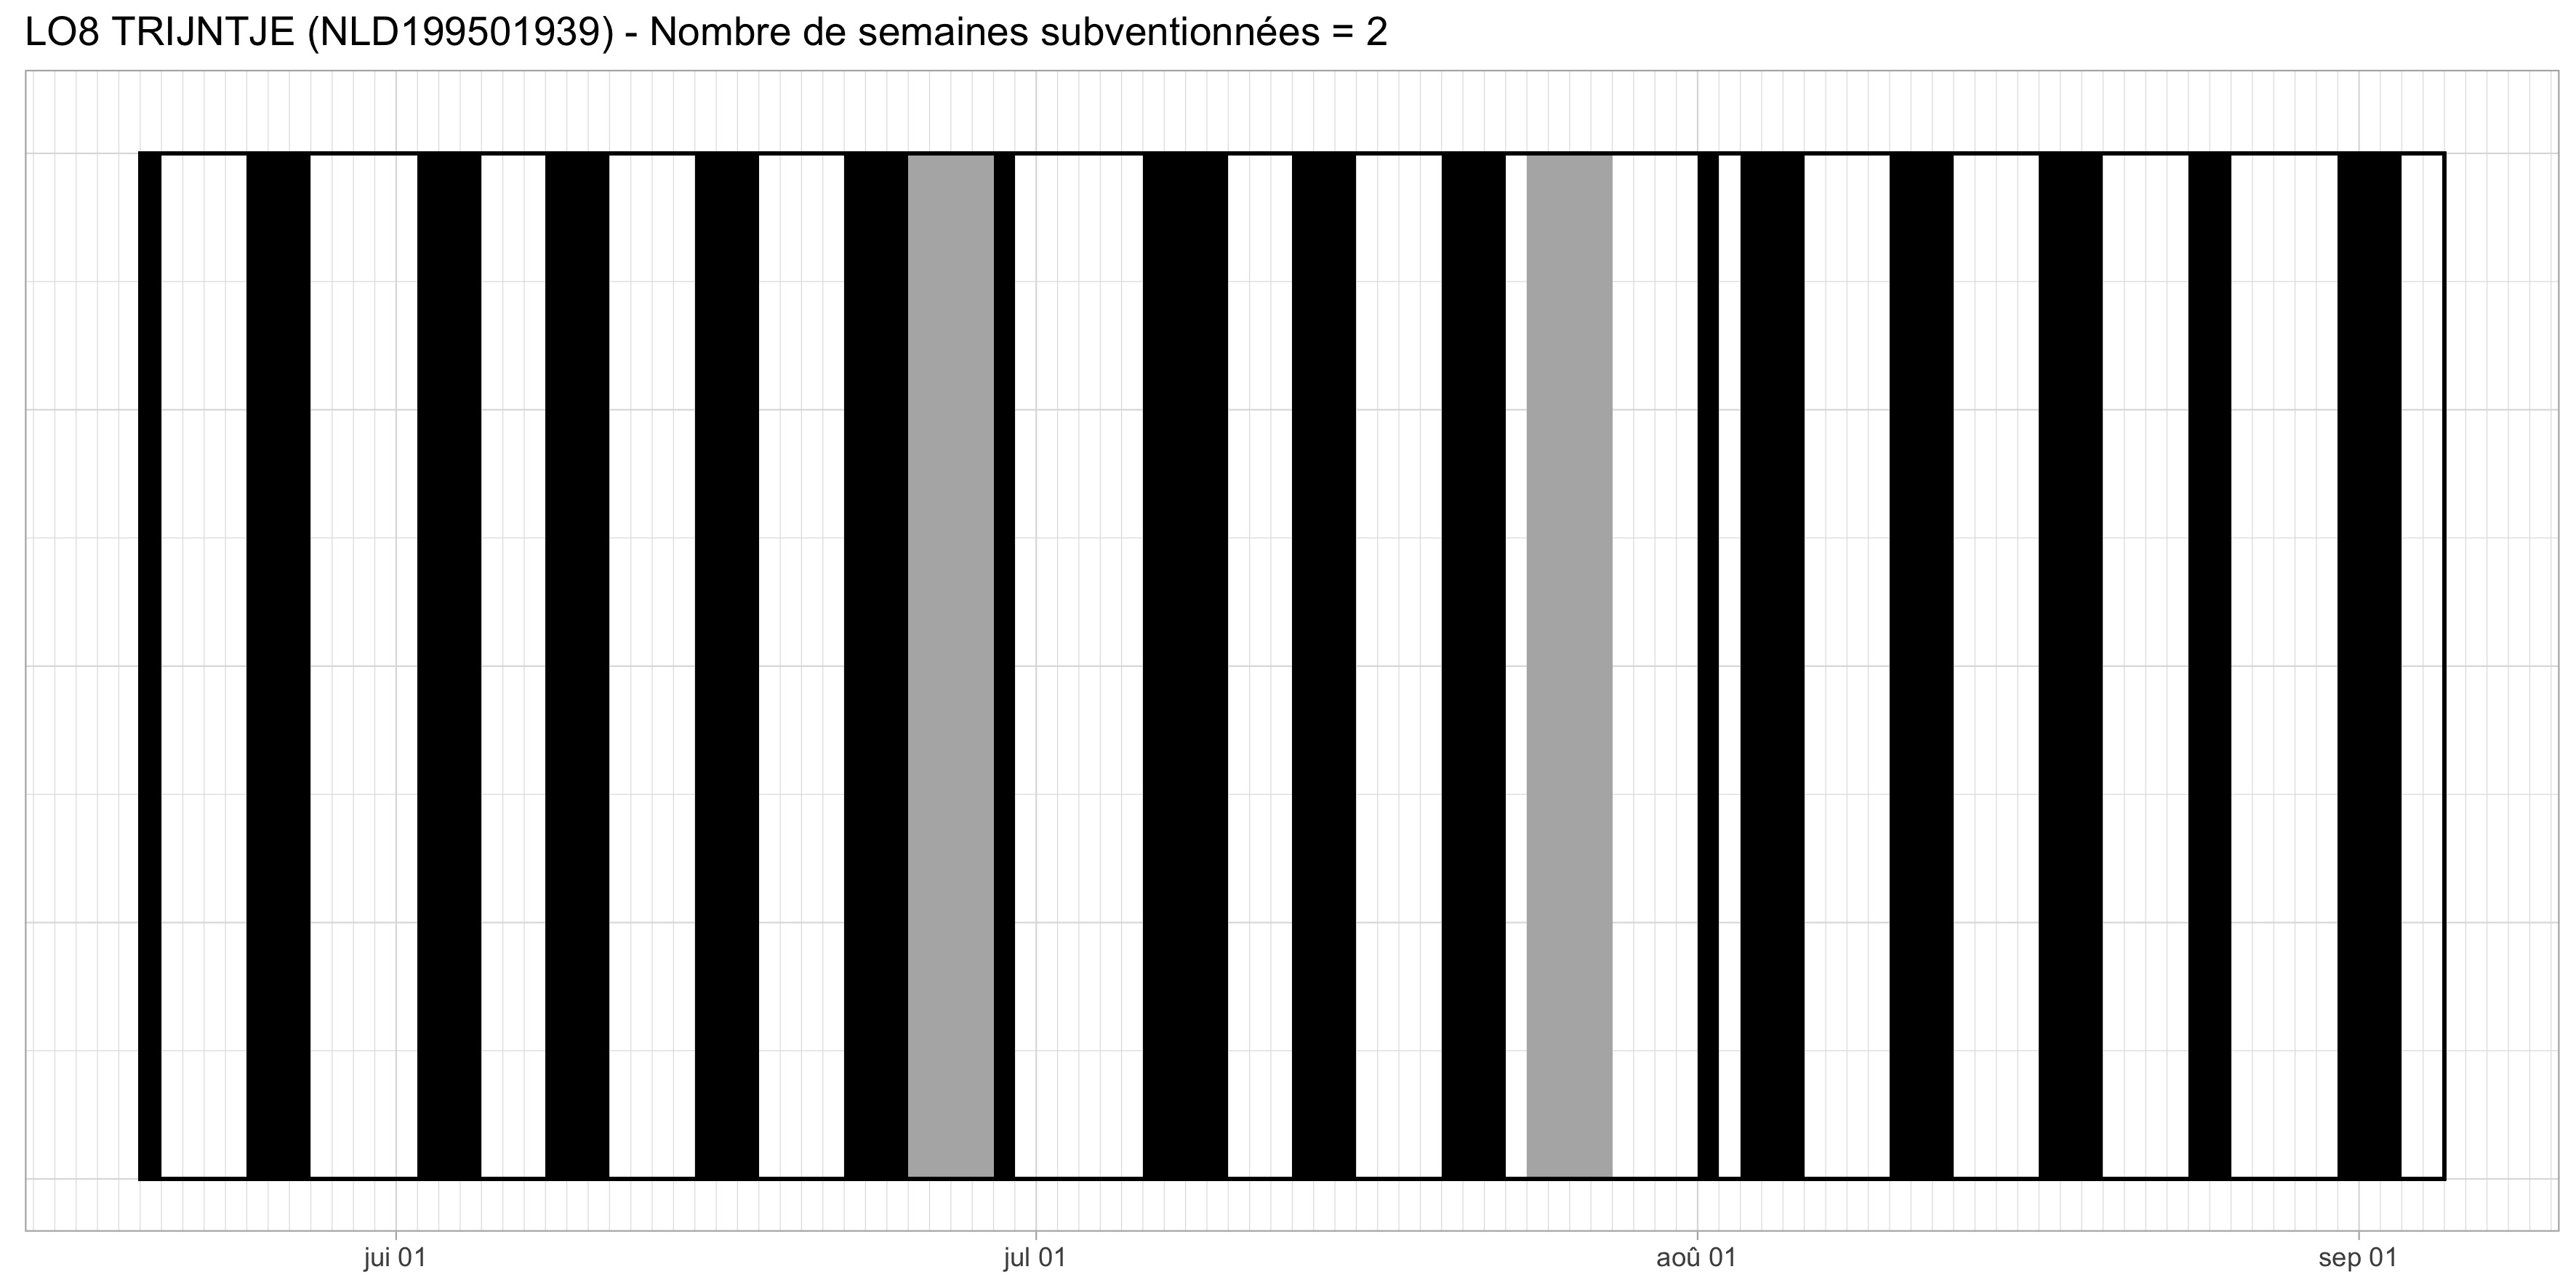 LO8 TRIJNTJE (NLD199501939) - Nombre de semaines subventionnées = 2
jui 01
jul 01
aoû 01
sep 01